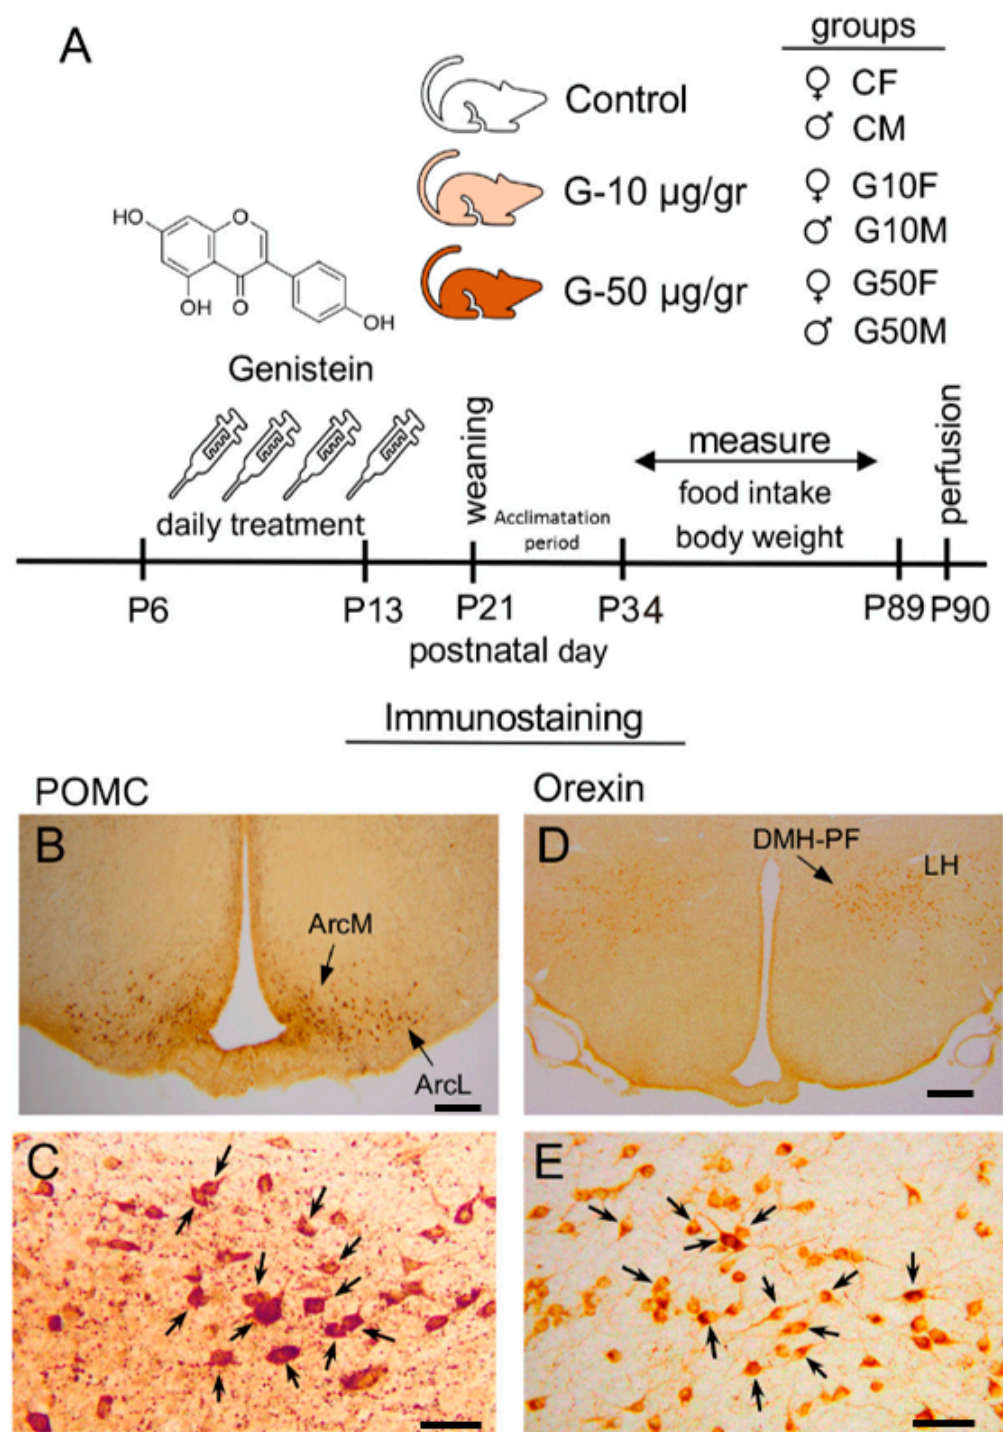 A
groups
Control
♀ CF
♂ CM
G-10 µg/gr
♀ G10F
♂ G10M
G-50 µg/gr
♀ G50F
♂ G50M
HO
O
OH
O
OH
Genistein
daily treatment
weaning
Acclimatation
period
measure
food intake
body weight
perfusion
P6
P13
P21
P34
P89
P90
postnatal day
Immunostaining
POMC
Orexin
B
ArcM
ArcL
D
DMH-PF
LH
C
E